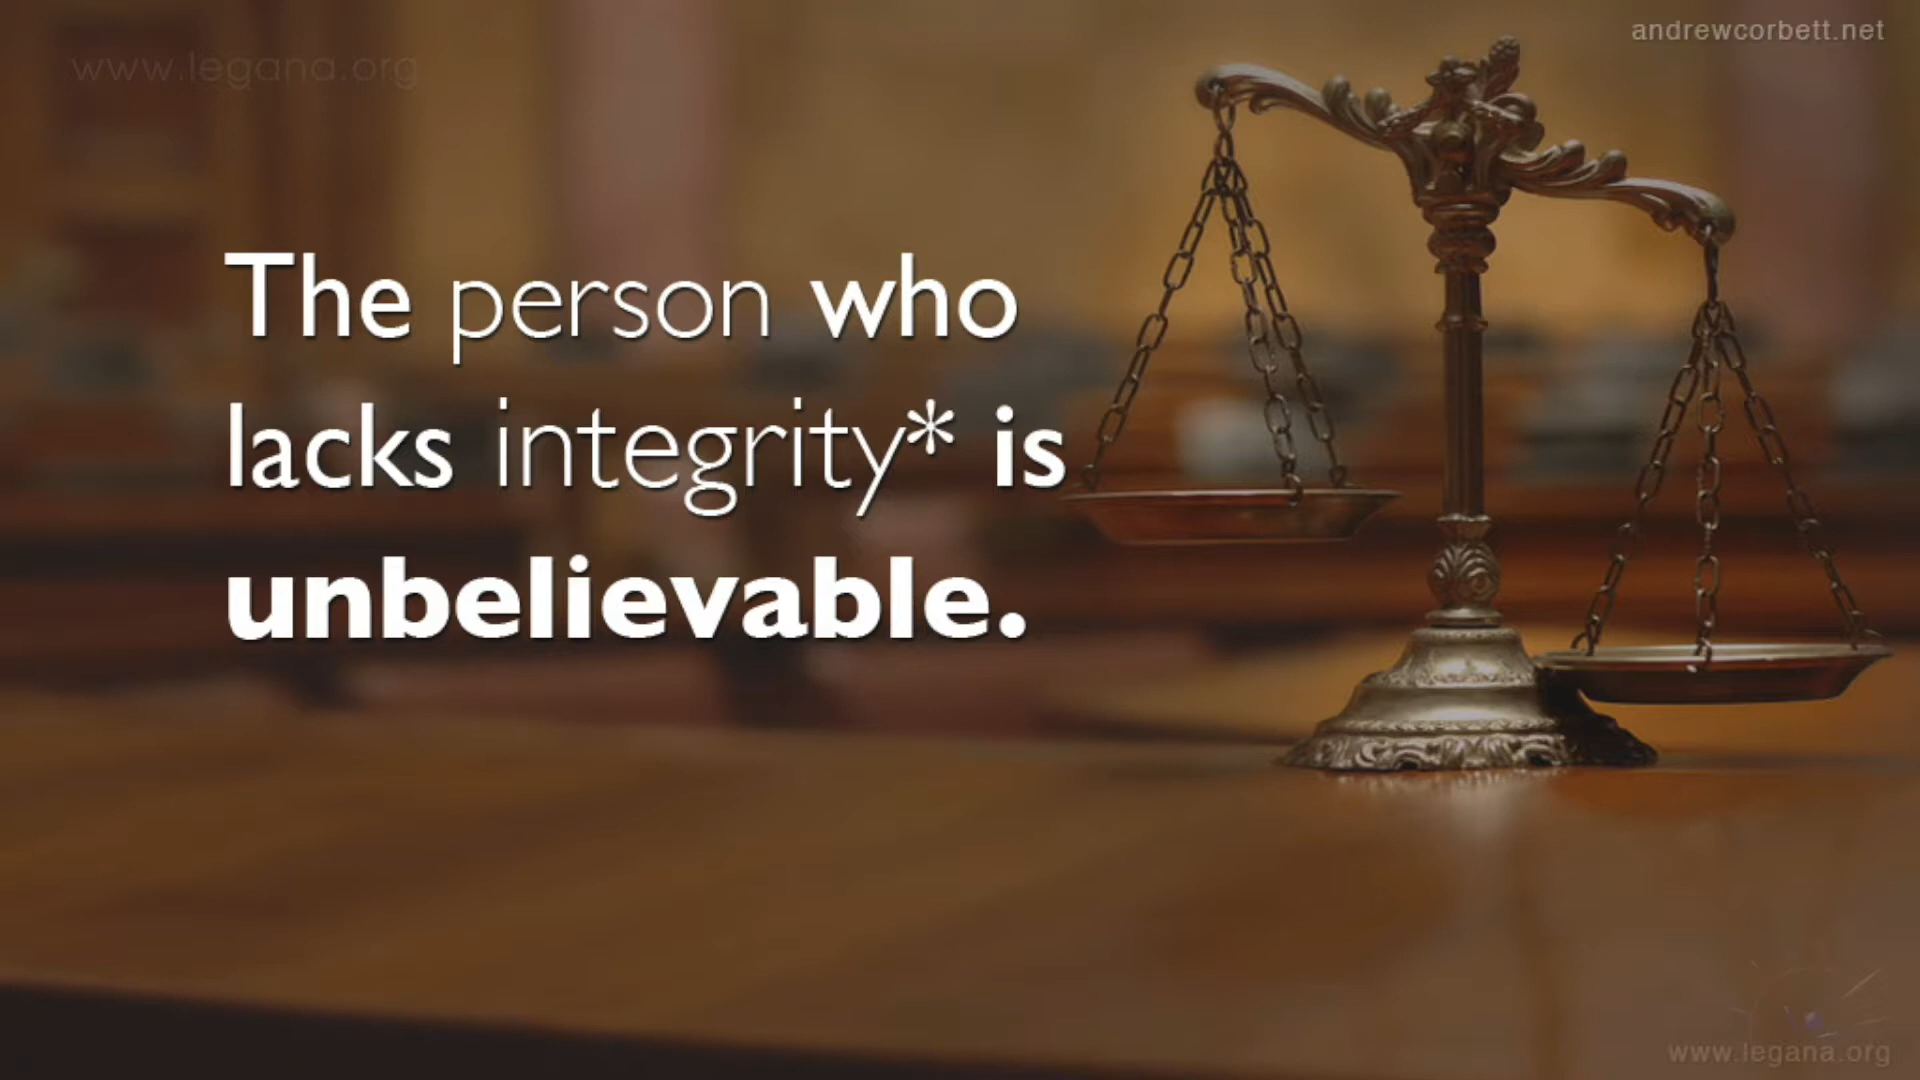 www.legana.org
andrewcorbett.net
The person who
lacks integrity* is
unbelievable.
www.legana.org